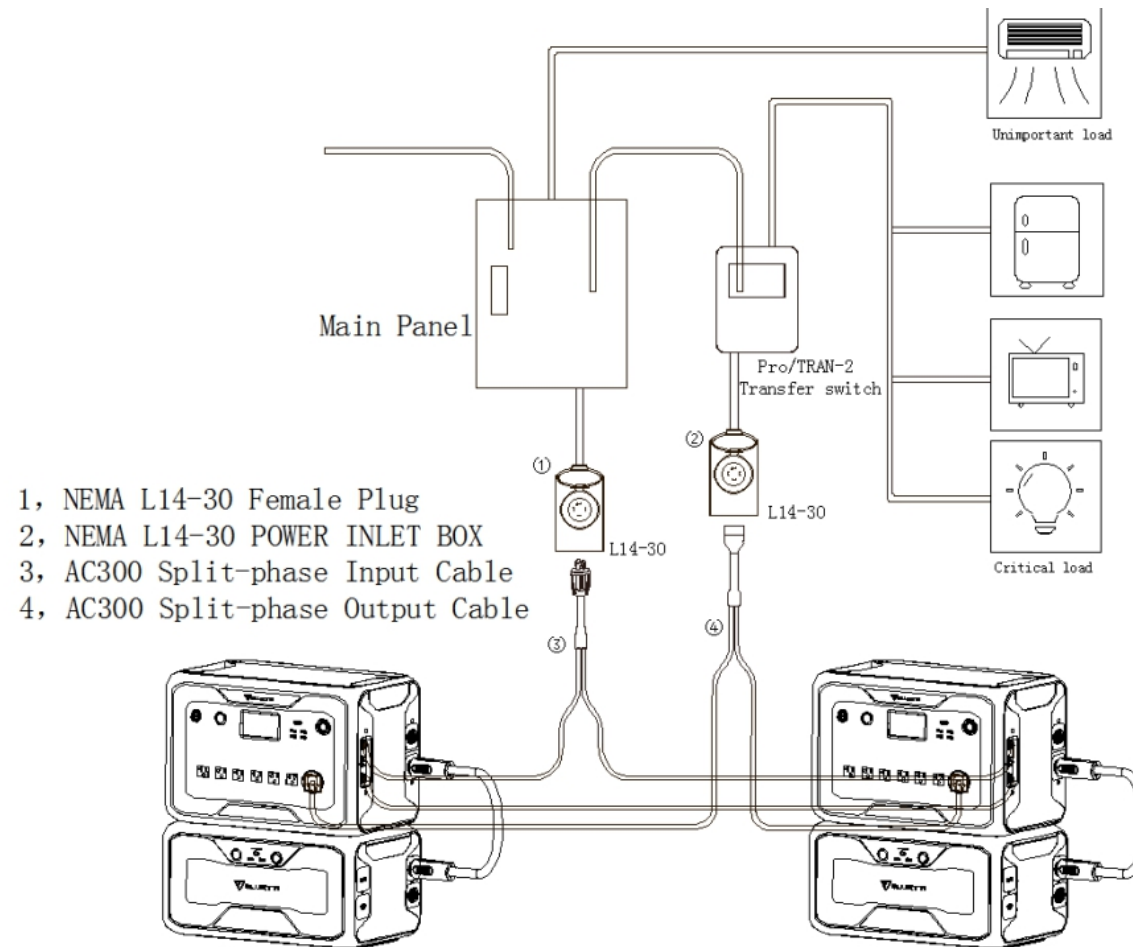 Unimportant load
Main Panel
Pro/TRAN-2
Transfer switch
①
②
L14-30
L14-30
1, NEMA L14-30 Female Plug
2, NEMA L14-30 POWER INLET BOX
3, AC300 Split-phase Input Cable
4, AC300 Split-phase Output Cable
Critical load
③
④
BLUETTI
BLUETTI